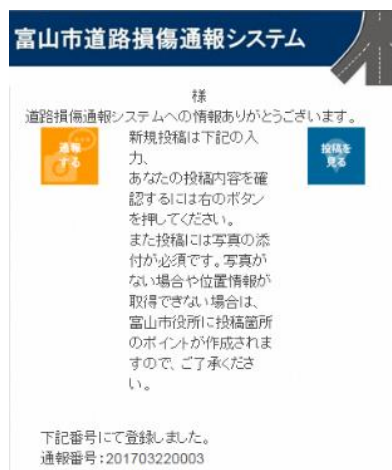 富山市道路損傷通報システム
様
道路損傷通報システムへの情報ありがとうございます。
通報
する
新規投稿は下記の入
力、
あなたの投稿内容を確
認するには右のボタン
を押してください。
また投稿には写真の添
付が必須です。写真が
ない場合や位置情報が
取得できない場合は、
富山市役所に投稿箇所
のポイントが作成されま
すので、ご了承くださ
い。
投稿を
見る
下記番号にて登録しました。
通報番号:201703220003